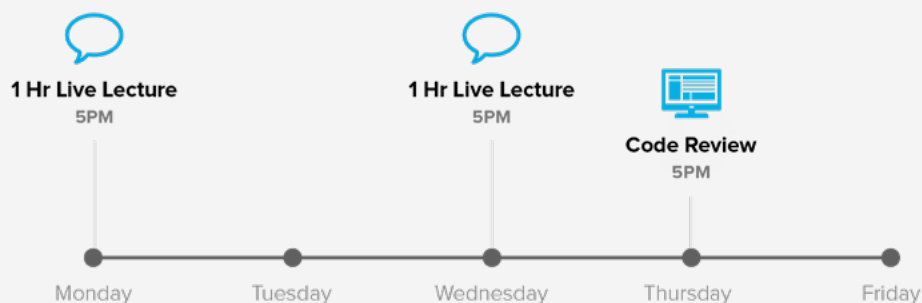 1 Hr Live Lecture
5PM
1 Hr Live Lecture
5PM
Code Review
5PM
Monday
Tuesday
Wednesday
Thursday
Friday